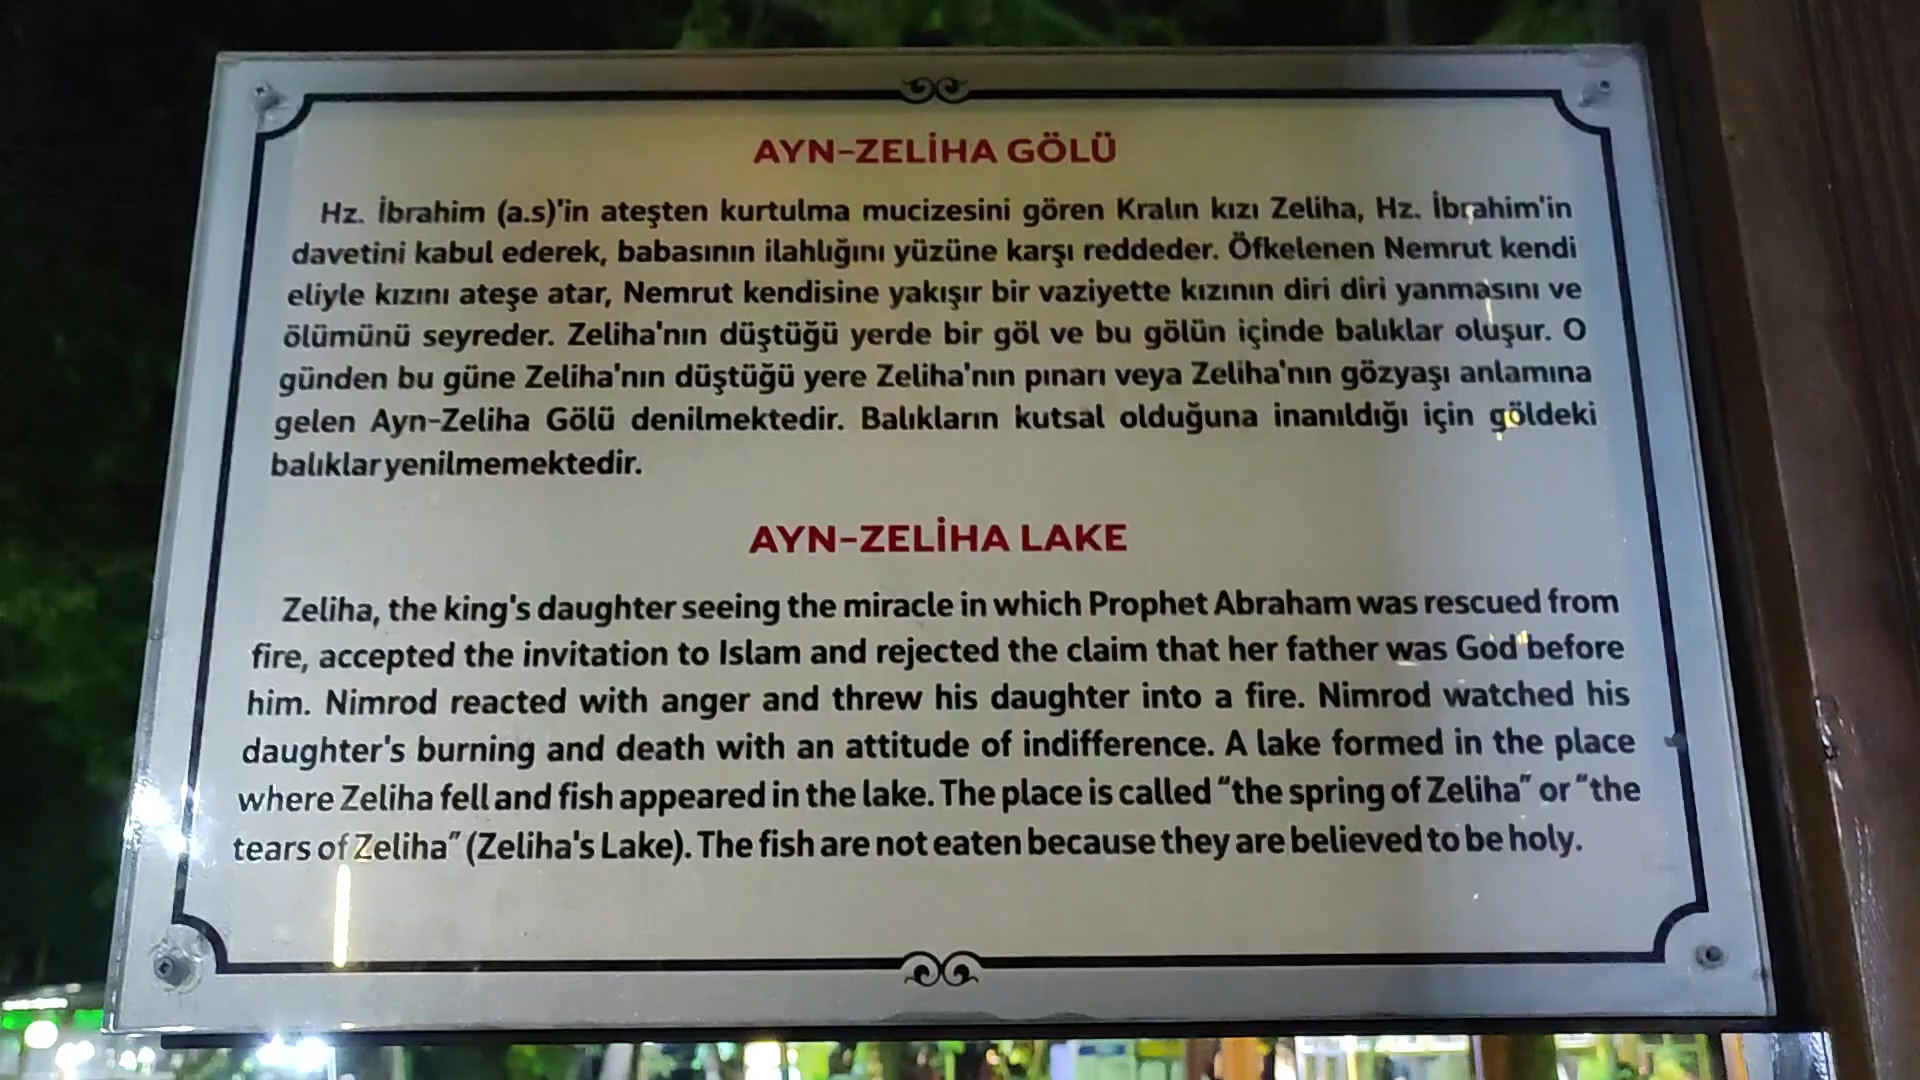 AYN-ZELİHA GÖLÜ
Hz. İbrahim (a.s)'in ateşten kurtulma mucizesini gören Kralın kızı Zeliha, Hz. İbrahim'in
davetini kabul ederek, babasının ilahlığını yüzüne karşı reddeder. Öfkelenen Nemrut kendi
eliyle kızını ateşe atar, Nemrut kendisine yakışır bir vaziyette kızının diri diri yanmasını ve
ölümünü seyreder. Zeliha'nın düştüğü yerde bir göl ve bu gölün içinde balıklar oluşur. O
günden bu güne Zeliha'nın düştüğü yere Zeliha'nın pınarı veya Zeliha'nın gözyaşı anlamına
gelen Ayn-Zeliha Gölü denilmektedir. Balıkların kutsal olduğuna inanıldığı için göldeki
balıklar yenilmemektedir.
AYN-ZELİHA LAKE
Zeliha, the king's daughter seeing the miracle in which Prophet Abraham was rescued from
fire, accepted the invitation to Islam and rejected the claim that her father was God before
him. Nimrod reacted with anger and threw his daughter into a fire. Nimrod watched his
daughter's burning and death with an attitude of indifference. A lake formed in the place
where Zeliha fell and fish appeared in the lake. The place is called “the spring of Zeliha” or “the
tears of Zeliha” (Zeliha's Lake). The fish are not eaten because they are believed to be holy.